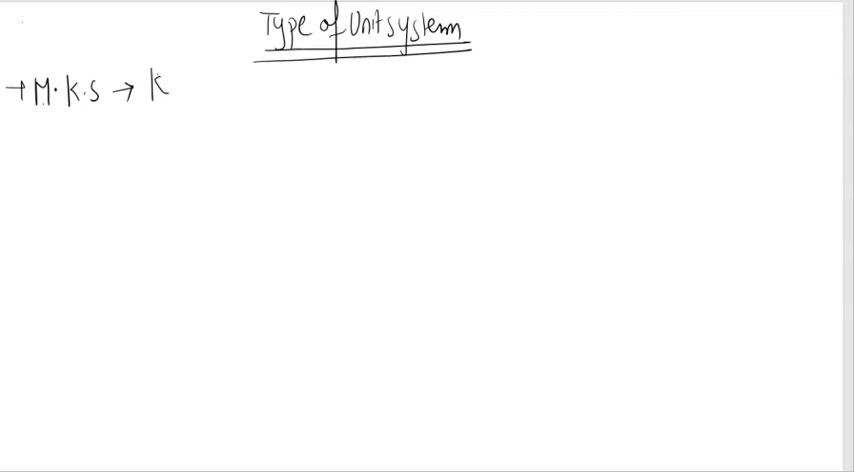 Type of Unit system
→ M.K.S → K